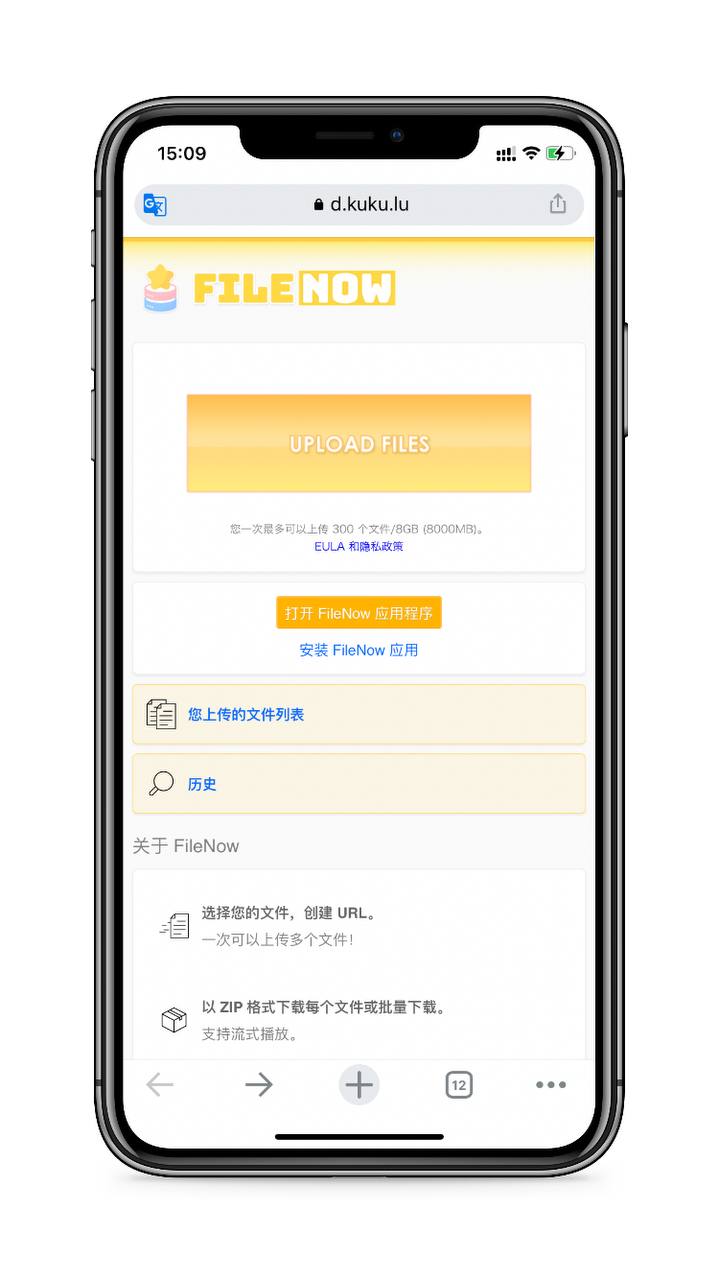 15:09
d.kuku.lu
FILENOW
UPLOAD FILES
您一次最多可以上传 300 个文件/8GB (8000MB)。
EULA 和隐私政策
打开 FileNow 应用程序
安装 FileNow 应用
您上传的文件列表
历史
关于 FileNow
选择您的文件，创建 URL。
一次可以上传多个文件！
以 ZIP 格式下载每个文件或批量下载。
支持流式播放。
12